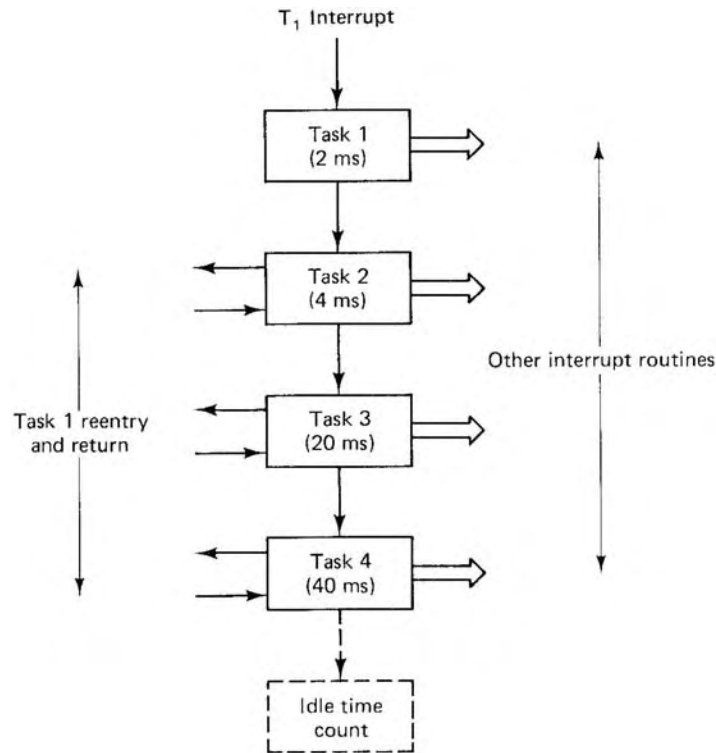 T₁ Interrupt
Task 1
(2 ms)
Task 2
(4 ms)
Other interrupt routines
Task 1 reentry
and return
Task 3
(20 ms)
Task 4
(40 ms)
Idle time
count